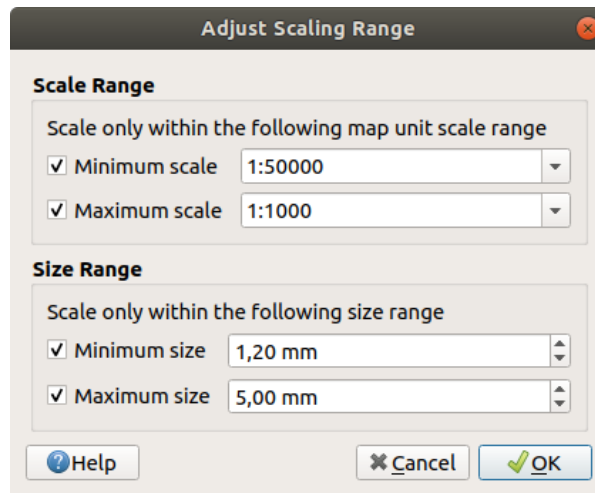 Adjust Scaling Range
Scale Range
Scale only within the following map unit scale range
Minimum scale 1:50000
Maximum scale 1:1000
Size Range
Scale only within the following size range
Minimum size 1,20 mm
Maximum size 5,00 mm
Help Cancel OK